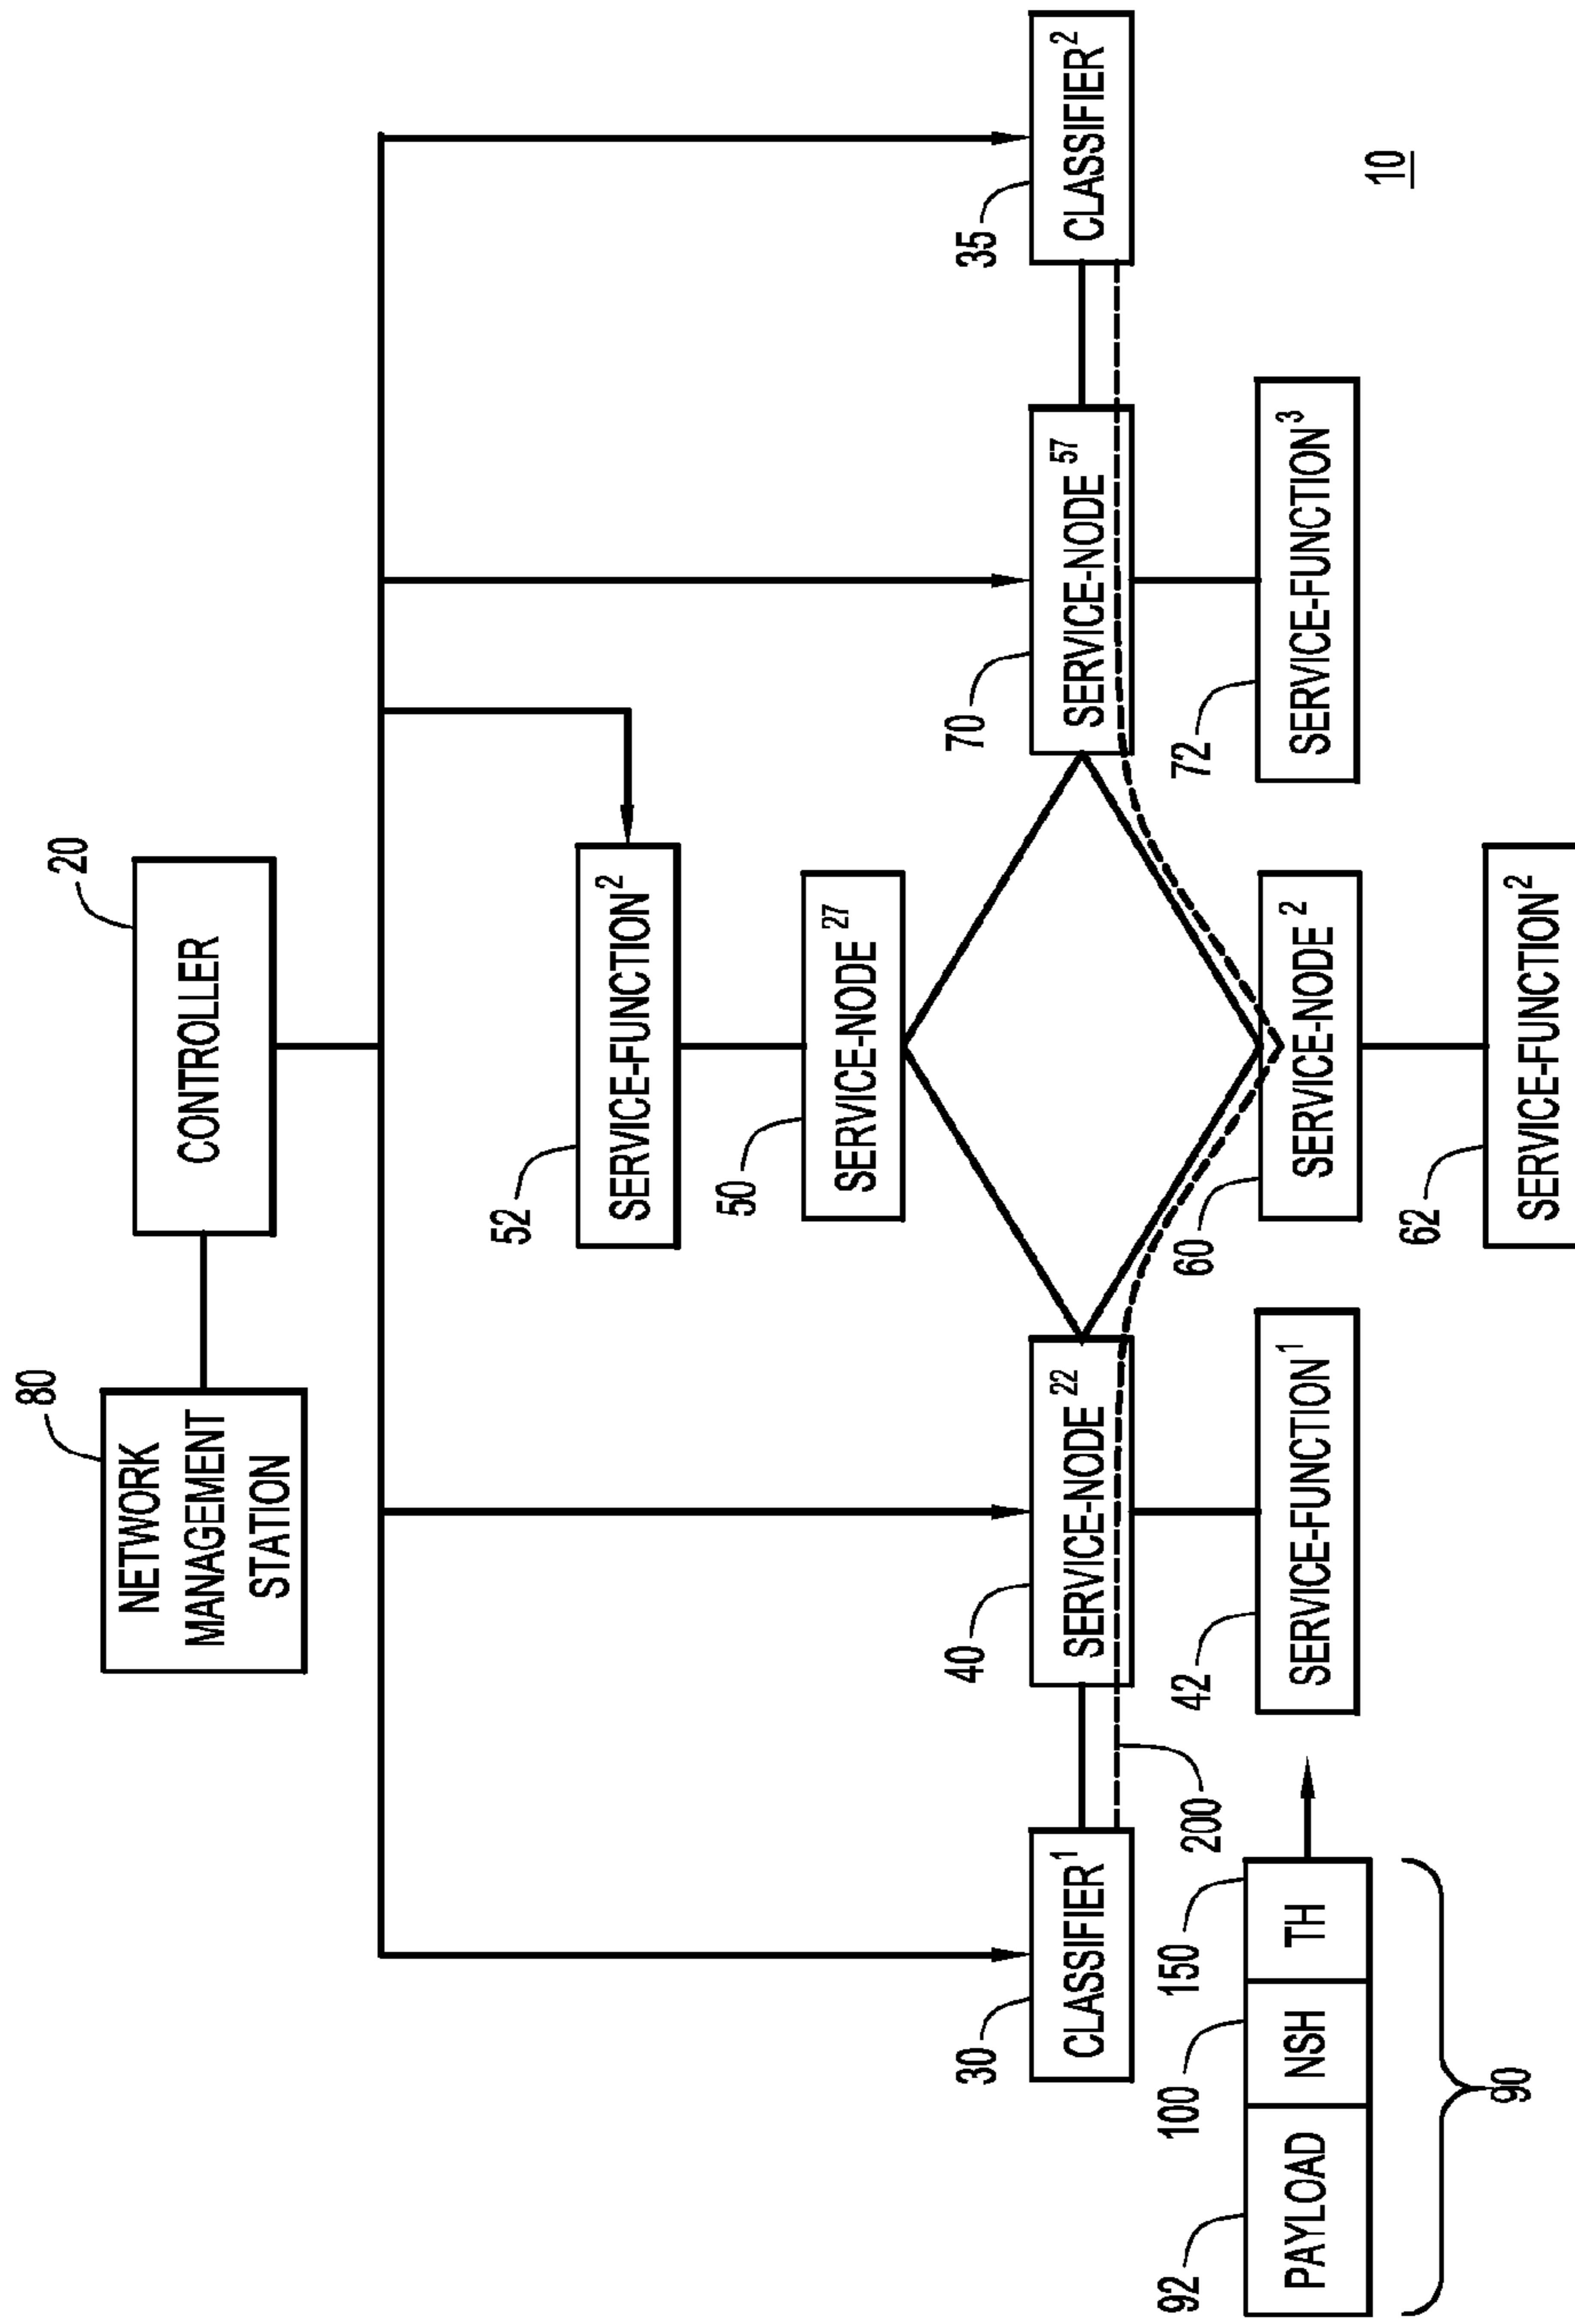 80
NETWORK
MANAGEMENT
STATION
20
CONTROLLER
52
SERVICE-FUNCTION²
50
SERVICE-NODE²⁷
30
CLASSIFIER¹
40
SERVICE-NODE²²
70
SERVICE-NODE⁵⁷
35
CLASSIFIER²
200
42
SERVICE-FUNCTION¹
60
SERVICE-NODE²
72
SERVICE-FUNCTION³
92 100 150
PAYLOAD NSH TH
90
62
SERVICE-FUNCTION²
10